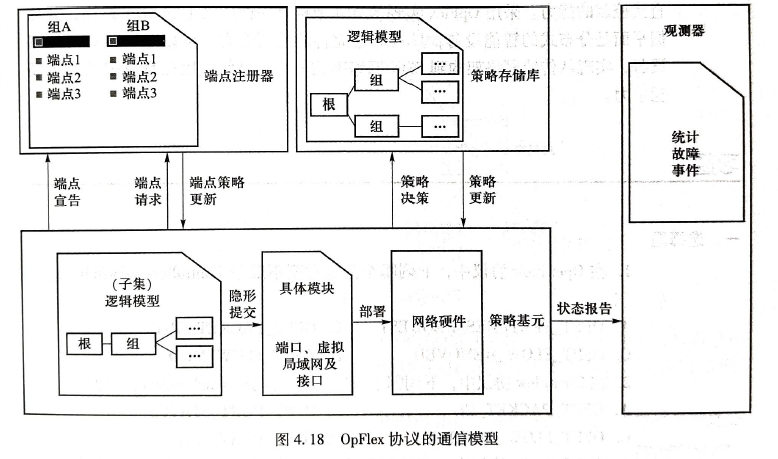 组A 组B
端点1 端点1
端点2 端点2
端点3 端点3
端点注册器
逻辑模型
根
组
...
...
组
...
策略存储库
观测器
统计
故障
事件
端点
宣告
端点
请求
端点策略
更新
策略
决策
策略
更新
(子集)
逻辑模型
根
组
...
...
隐形
提交
具体模块
端口、虚拟
局域网及
接口
部署
网络硬件
策略基元
状态报告
图 4.18 OpFlex 协议的通信模型